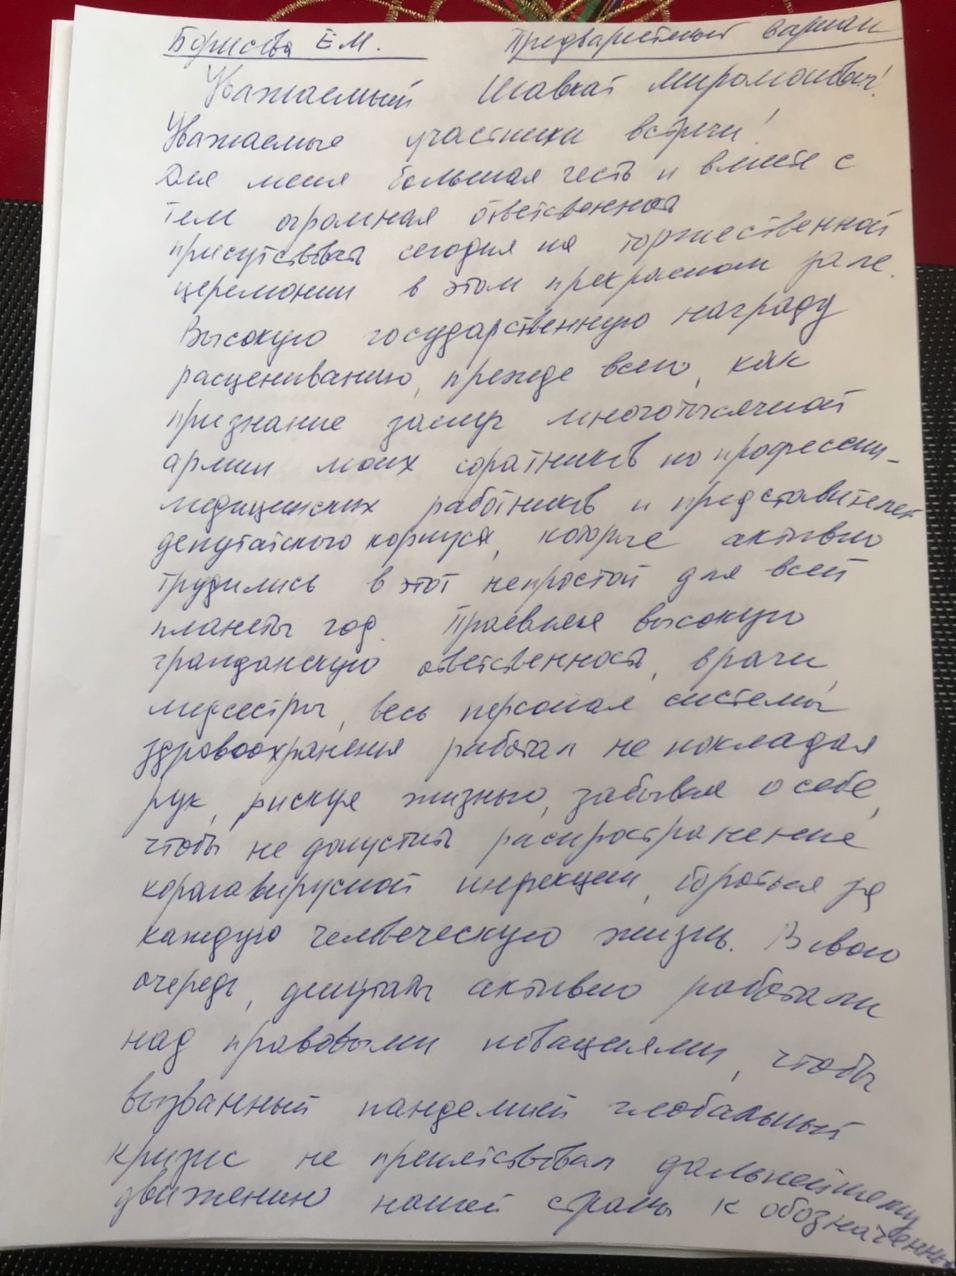 Борисова Е.М. Предварительный вариант
Уважаемый Шавкат Миромонович!
Уважаемые участники встречи!
Для меня большая честь и вместе с
тем огромная ответственность
присутствовать сегодня на торжественной
церемонии в этом прекрасном зале.
Высокую государственную награду
расцениваю, прежде всего, как
признание заслуг многотысячной
армии моих соратников по профессии -
медицинских работников и представителей
депутатского корпуса, которые активно
трудились в этот непростой для всей
планеты год. Проявляя высокую
гражданскую ответственность, врачи,
медсестры, весь персонал системы
здравоохранения работал не покладая
рук, рискуя жизнью, забывая о себе,
чтобы не допустить распространение
коронавирусной инфекции, бороться за
каждую человеческую жизнь. В свою
очередь, депутаты активно работали
над правовыми новациями, чтобы
вызванный пандемией глобальный
кризис не препятствовал дальнейшему
движению нашей страны к обозначенным